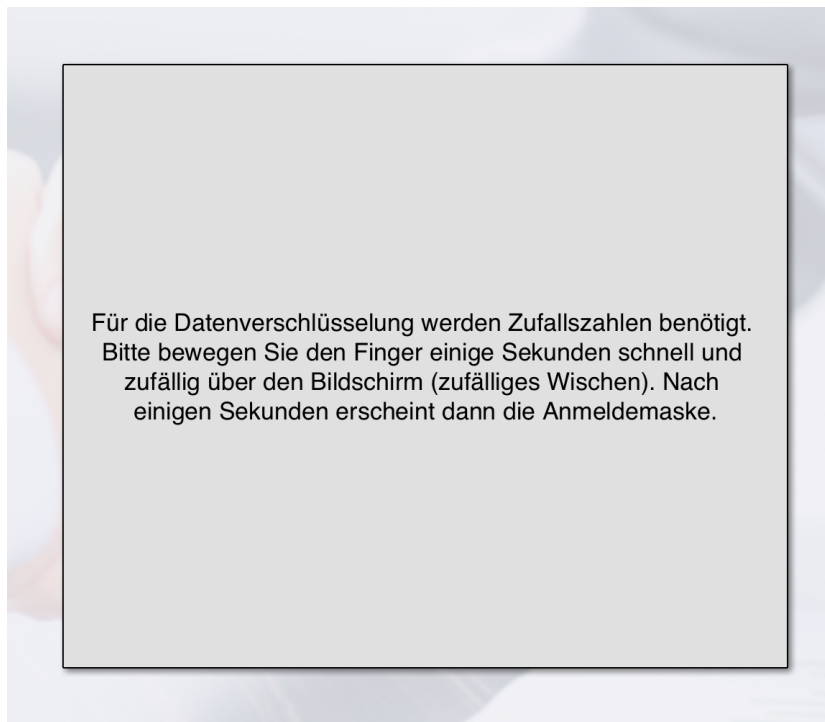 Für die Datenverschlüsselung werden Zufallszahlen benötigt.
Bitte bewegen Sie den Finger einige Sekunden schnell und
zufällig über den Bildschirm (zufälliges Wischen). Nach
einigen Sekunden erscheint dann die Anmeldemaske.